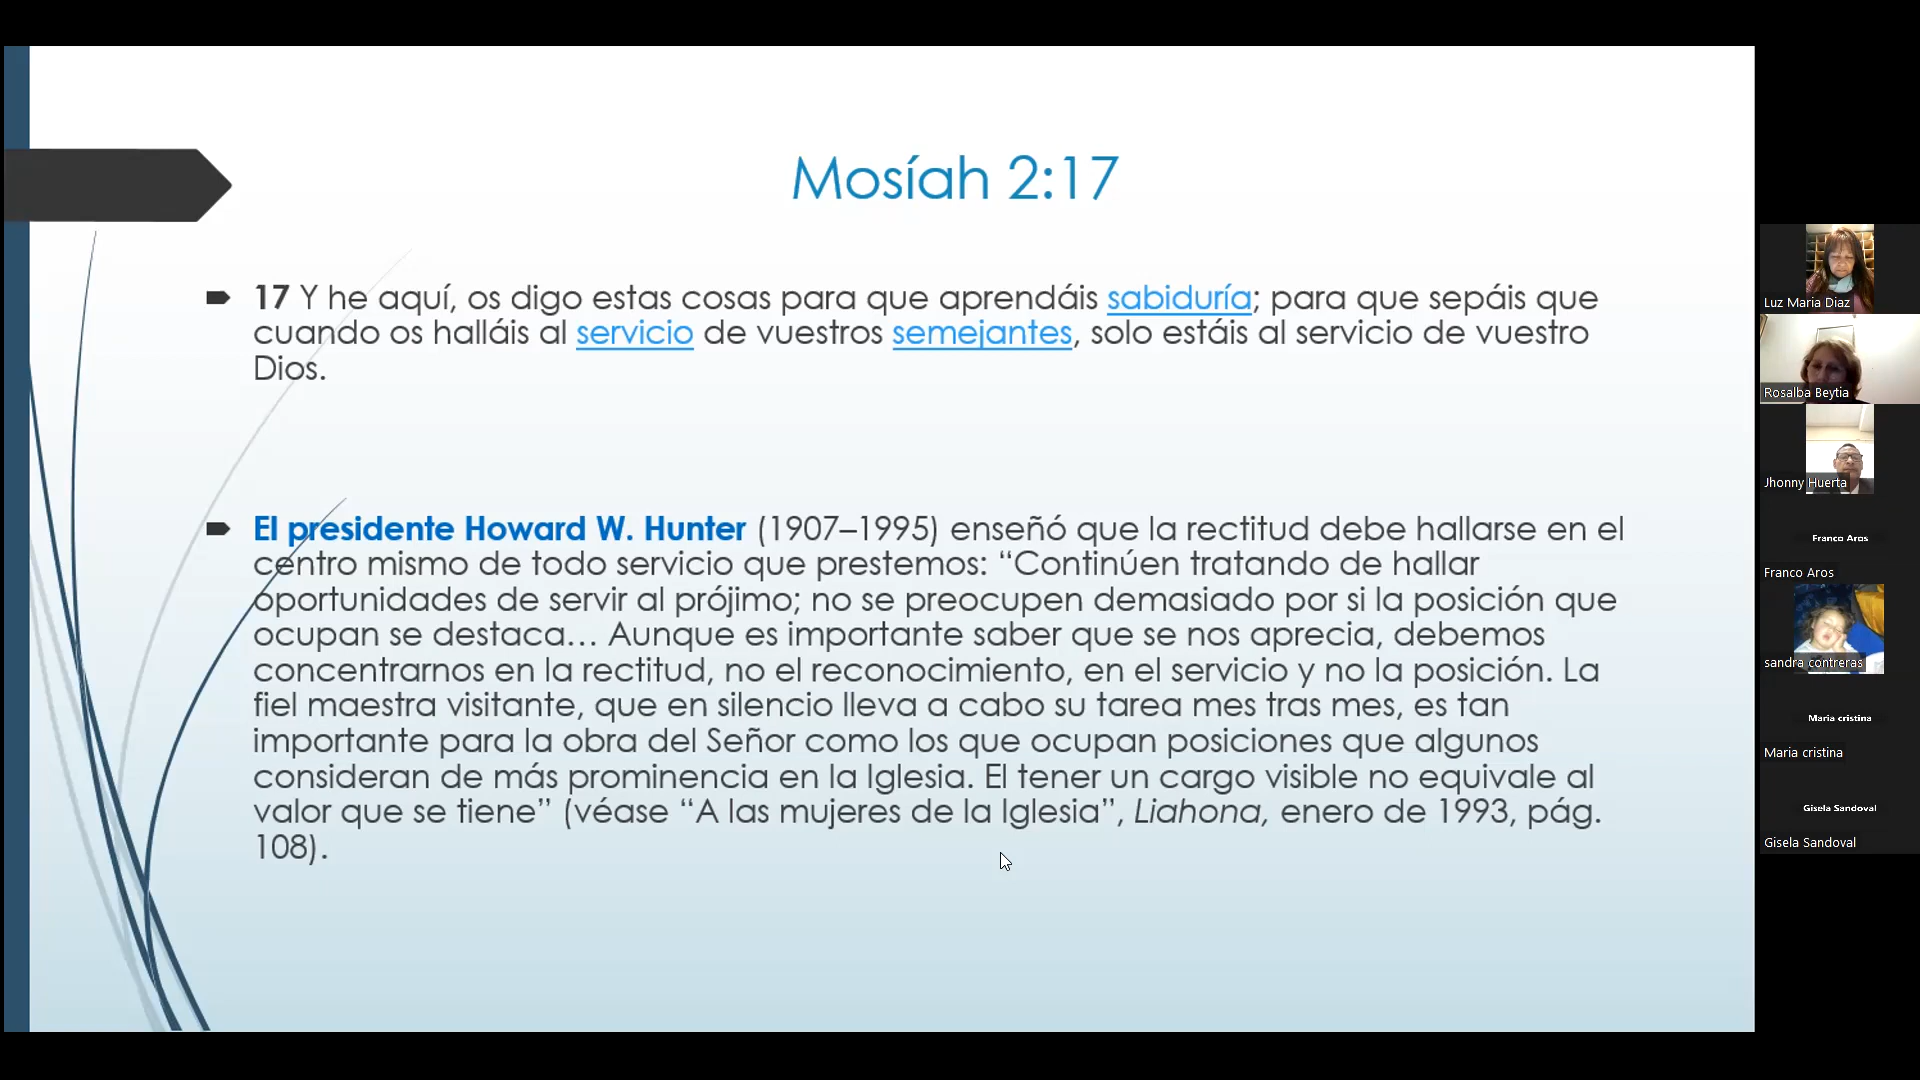 Mosíah 2:17
17 Y he aquí, os digo estas cosas para que aprendáis sabiduría; para que sepáis que
cuando os halláis al servicio de vuestros semejantes, solo estáis al servicio de vuestro
Dios.
El presidente Howard W. Hunter (1907–1995) enseñó que la rectitud debe hallarse en el
centro mismo de todo servicio que prestemos: “Continúen tratando de hallar
oportunidades de servir al prójimo; no se preocupen demasiado por si la posición que
ocupan se destaca… Aunque es importante saber que se nos aprecia, debemos
concentrarnos en la rectitud, no el reconocimiento, en el servicio y no la posición. La
fiel maestra visitante, que en silencio lleva a cabo su tarea mes tras mes, es tan
importante para la obra del Señor como los que ocupan posiciones que algunos
consideran de más prominencia en la Iglesia. El tener un cargo visible no equivale al
valor que se tiene” (véase “A las mujeres de la Iglesia”, Liahona, enero de 1993, pág.
108).
Luz Maria Diaz
Rosalba Beytia
Jhonny Huerta
Franco Aros
Franco Aros
sandra contreras
Maria cristina
Maria cristina
Gisela Sandoval
Gisela Sandoval